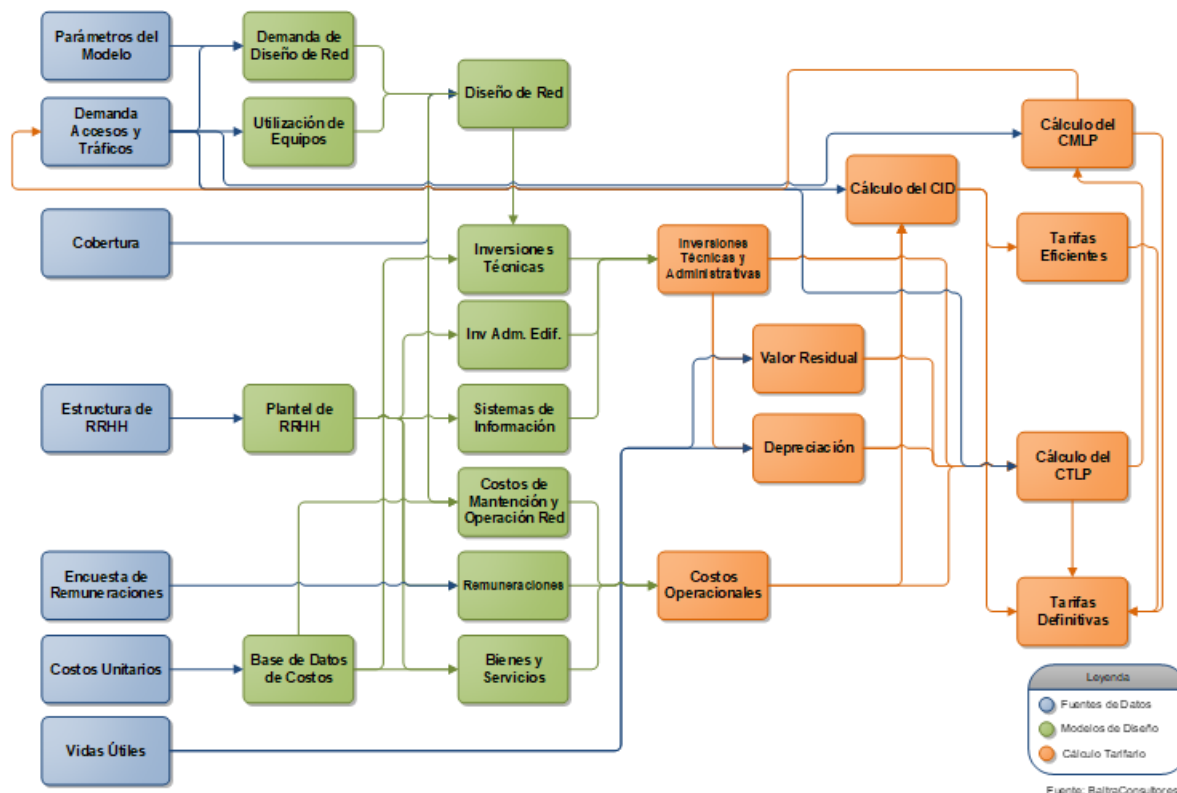 Parámetros del
Modelo
Demanda de
Diseño de Red
Diseño de Red
Demanda
Accesos y
Tráficos
Utilización de
Equipos
Cálculo del
CMLP
Cálculo del CID
Cobertura
Inversiones
Técnicas
Inversiones
Técnicas y
Administrativas
Tarifas
Eficientes
Inv Adm. Edif.
Valor Residual
Estructura de
RRHH
Plantel de
RRHH
Sistemas de
Información
Depreciación
Cálculo del
CTLP
Costos de
Mantención y
Operación Red
Encuesta de
Remuneraciones
Remuneraciones
Costos
Operacionales
Tarifas
Definitivas
Costos Unitarios
Base de Datos
de Costos
Bienes y
Servicios
Vidas Útiles
Leyenda
Fuentes de Datos
Modelos de Diseño
Cálculo Tarifario
Fuente: BaltraConsultores